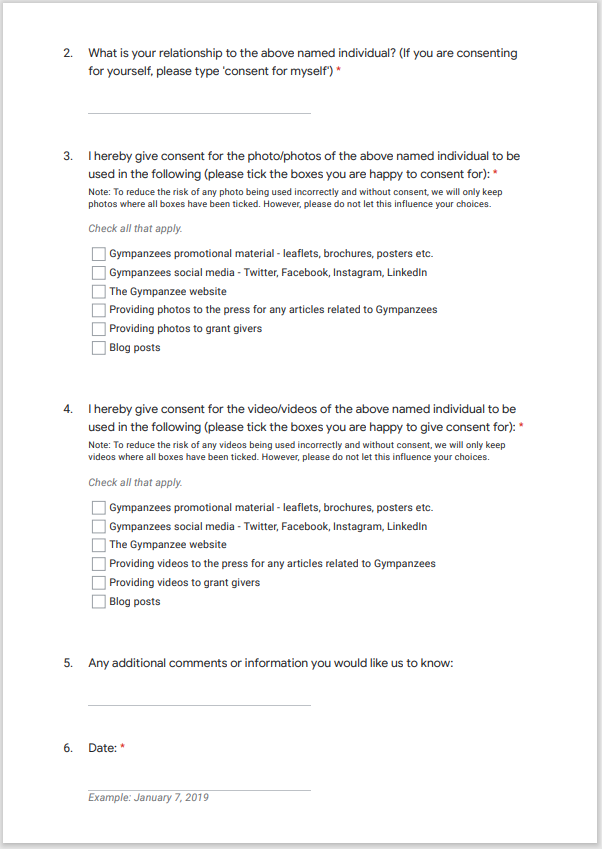 2. What is your relationship to the above named individual? (If you are consenting
for yourself, please type 'consent for myself') *
3. I hereby give consent for the photo/photos of the above named individual to be
used in the following (please tick the boxes you are happy to consent for): *
Note: To reduce the risk of any photo being used incorrectly and without consent, we will only keep
photos where all boxes have been ticked. However, please do not let this influence your choices.
Check all that apply.
Gympanzees promotional material - leaflets, brochures, posters etc.
Gympanzees social media - Twitter, Facebook, Instagram, LinkedIn
The Gympanzee website
Providing photos to the press for any articles related to Gympanzees
Providing photos to grant givers
Blog posts
4. I hereby give consent for the video/videos of the above named individual to be
used in the following (please tick the boxes you are happy to give consent for): *
Note: To reduce the risk of any videos being used incorrectly and without consent, we will only keep
videos where all boxes have been ticked. However, please do not let this influence your choices.
Check all that apply.
Gympanzees promotional material - leaflets, brochures, posters etc.
Gympanzees social media - Twitter, Facebook, Instagram, LinkedIn
The Gympanzee website
Providing videos to the press for any articles related to Gympanzees
Providing videos to grant givers
Blog posts
5. Any additional comments or information you would like us to know:
6. Date: *
Example: January 7, 2019